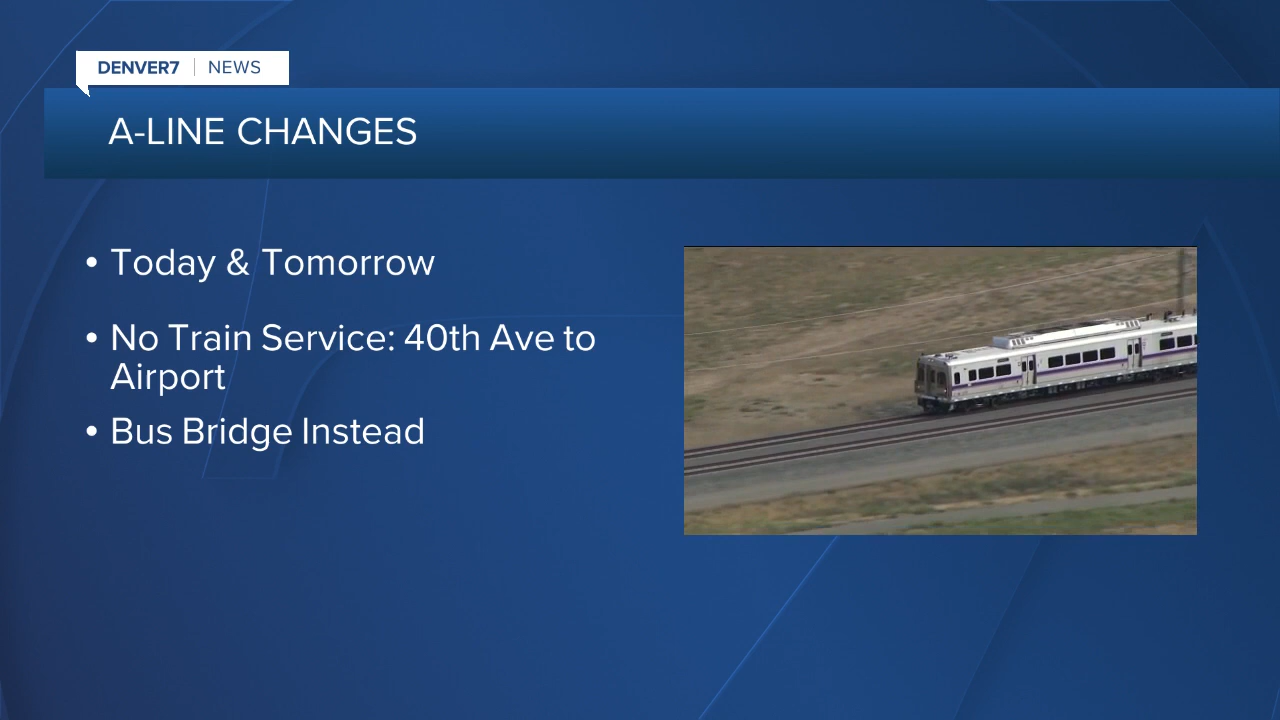 DENVER7 | NEWS
A-LINE CHANGES
• Today & Tomorrow
• No Train Service: 40th Ave to
Airport
• Bus Bridge Instead